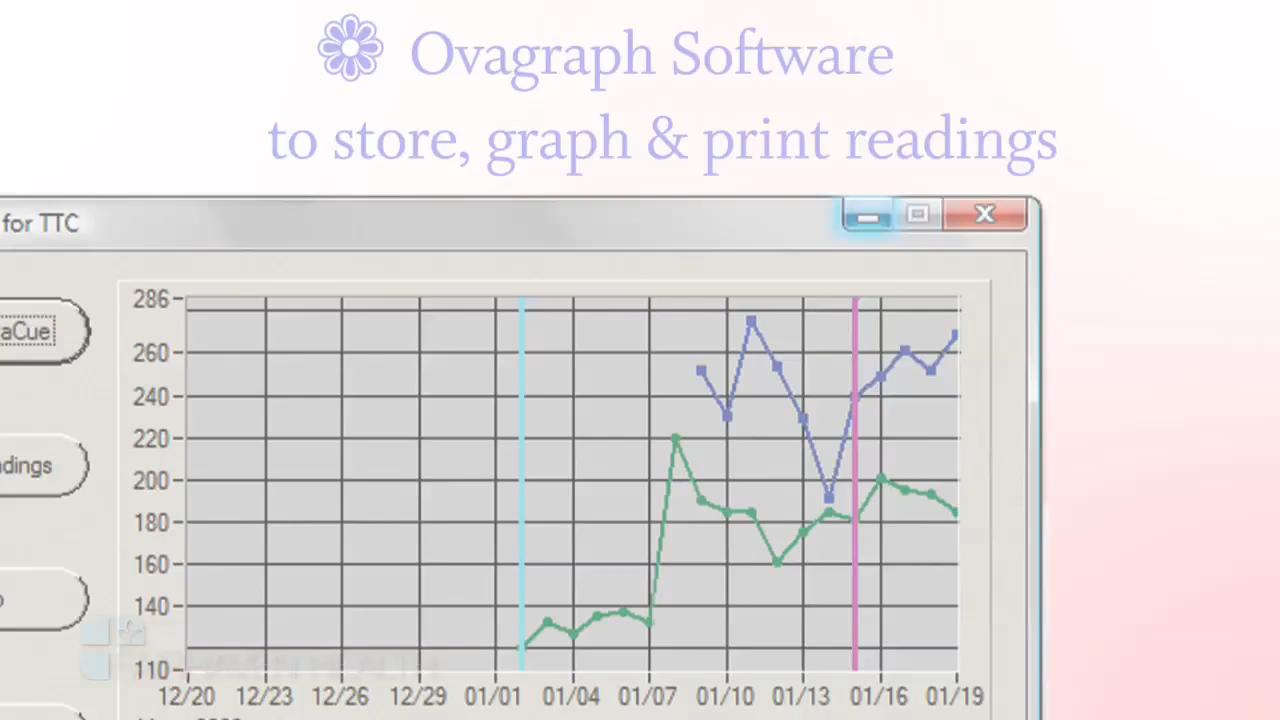 Ovagraph Software
to store, graph & print readings
for TTC
286
aCue
260
240
220
200
adings
180
160
140
110
12/20 12/23 12/26 12/29 01/01 01/04 01/07 01/10 01/13 01/16 01/19